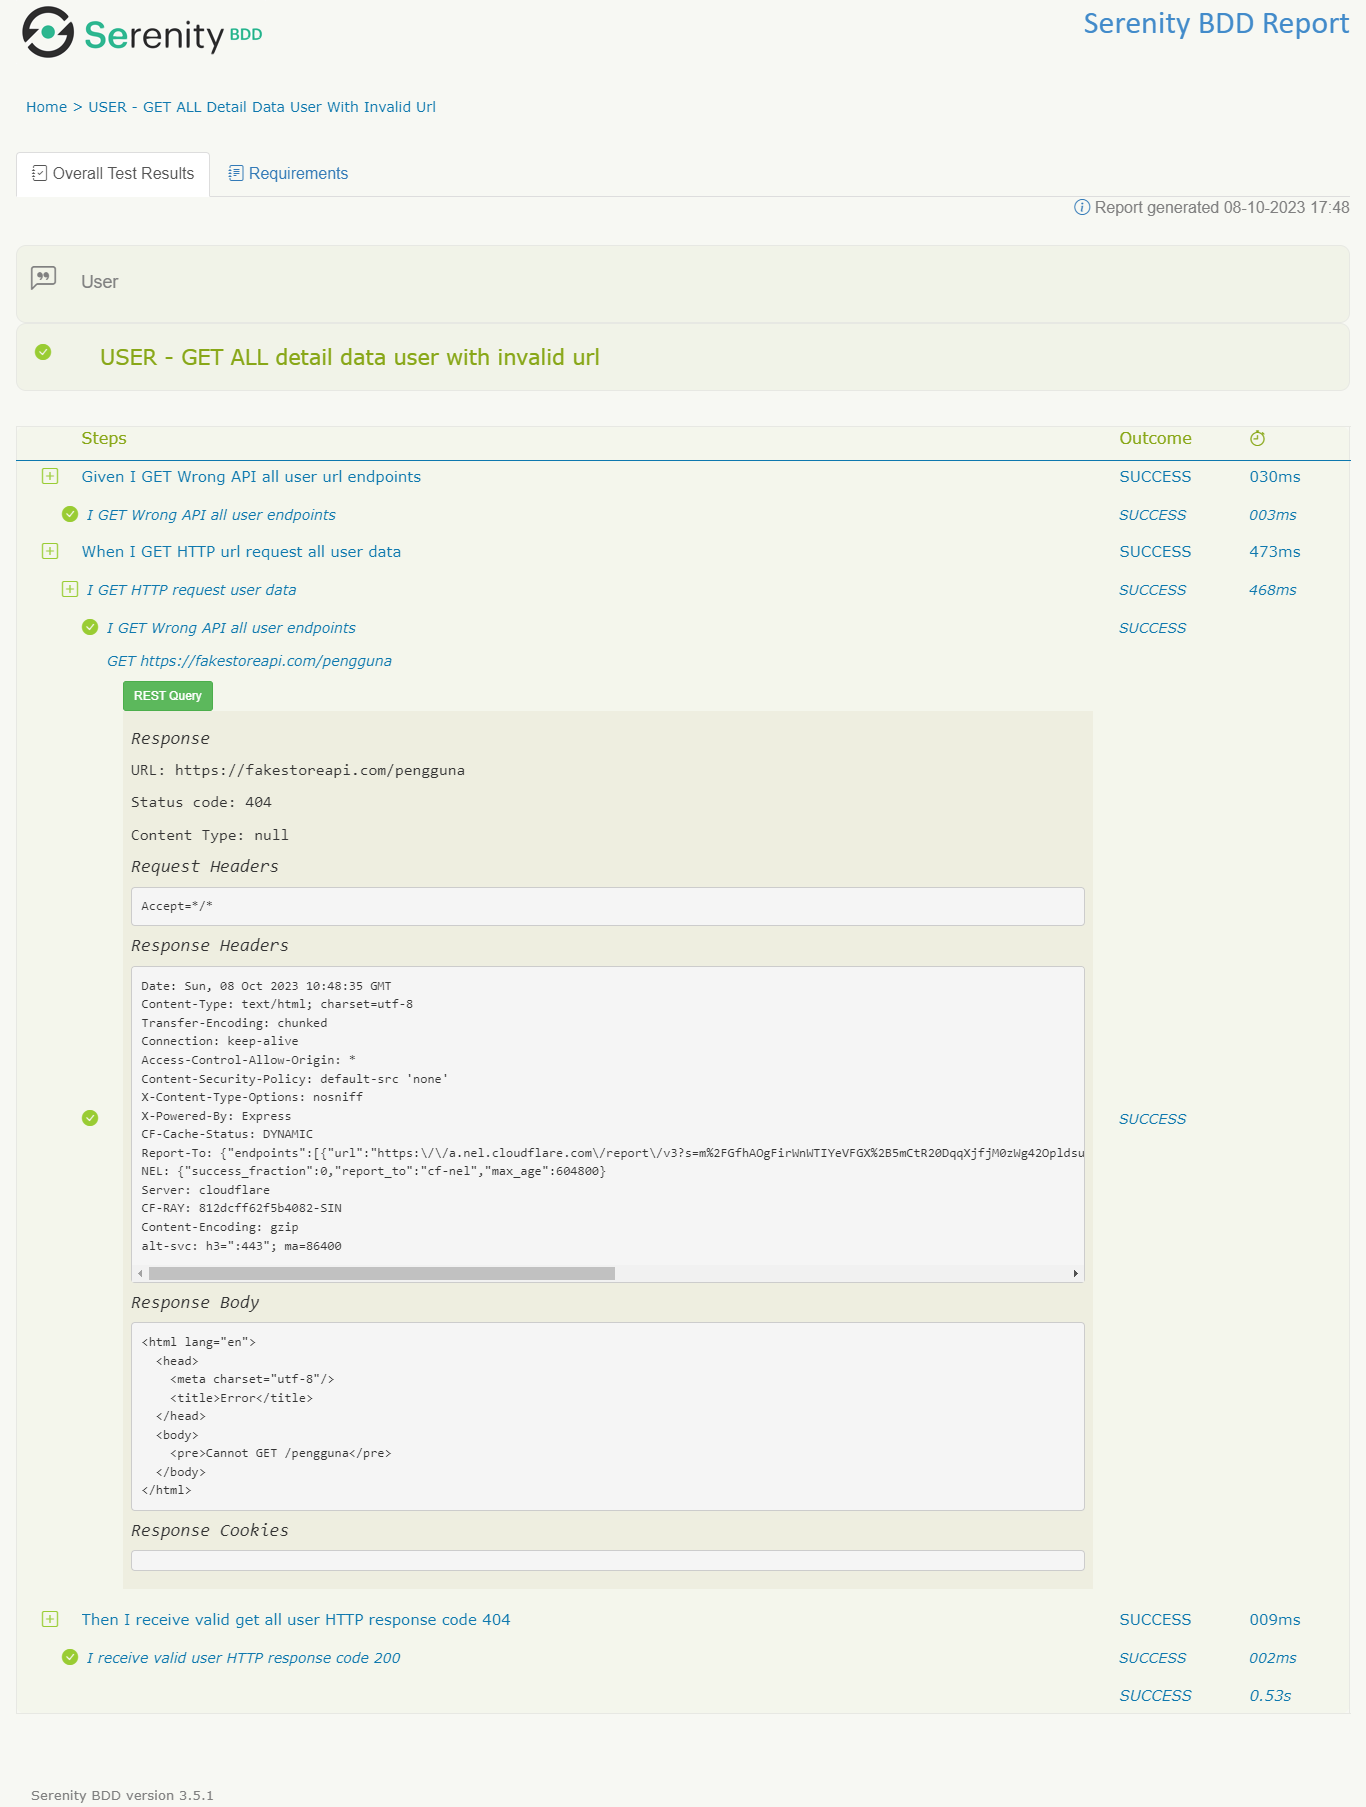 Serenity BDD
Serenity BDD Report
Home > USER - GET ALL Detail Data User With Invalid Url
Overall Test Results
Requirements
Report generated 08-10-2023 17:48
User
USER - GET ALL detail data user with invalid url
Steps Outcome
Given I GET Wrong API all user url endpoints SUCCESS 030ms
I GET Wrong API all user endpoints SUCCESS 003ms
When I GET HTTP url request all user data SUCCESS 473ms
I GET HTTP request user data SUCCESS 468ms
I GET Wrong API all user endpoints SUCCESS
GET https://fakestoreapi.com/pengguna
REST Query
Response
URL: https://fakestoreapi.com/pengguna
Status code: 404
Content Type: null
Request Headers
Accept=*/*
Response Headers
Date: Sun, 08 Oct 2023 10:48:35 GMT
Content-Type: text/html; charset=utf-8
Transfer-Encoding: chunked
Connection: keep-alive
Access-Control-Allow-Origin: *
Content-Security-Policy: default-src 'none'
X-Content-Type-Options: nosniff
X-Powered-By: Express
SUCCESS
CF-Cache-Status: DYNAMIC
Report-To: {"endpoints":[{"url":"https:\/\/a.nel.cloudflare.com\/report\/v3?s=m%2FGfhAOgFirWnWTIYeVFGX%2B5mCtR20DqqXjfjM0zWg42Opldsu
NEL: {"success_fraction":0,"report_to":"cf-nel","max_age":604800}
Server: cloudflare
CF-RAY: 812dcff62f5b4082-SIN
Content-Encoding: gzip
alt-svc: h3=":443"; ma=86400
Response Body
<html lang="en">
  <head>
    <meta charset="utf-8"/>
    <title>Error</title>
  </head>
  <body>
    <pre>Cannot GET /pengguna</pre>
  </body>
</html>
Response Cookies
Then I receive valid get all user HTTP response code 404 SUCCESS 009ms
I receive valid user HTTP response code 200 SUCCESS 002ms
SUCCESS 0.53s
Serenity BDD version 3.5.1